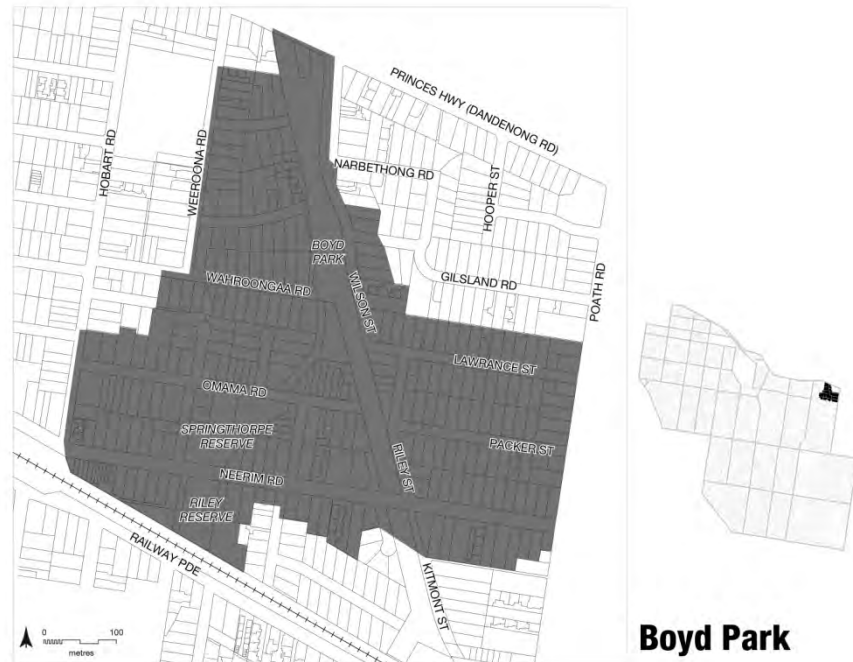 PRINCES HWY (DANDENONG RD)
HOBART RD
WEEROONA RD
NARBETHONG RD
HOOPER ST
BOYD
PARK
GILSLAND RD
POATH RD
WAHROONGAA RD
WILSON ST
LAWRANCE ST
OMAMA RD
SPRINGTHORPE
RESERVE
PACKER ST
RILEY ST
NEERIM RD
RILEY
RESERVE
RAILWAY PDE
KITMONT ST
0 100
metres
Boyd Park